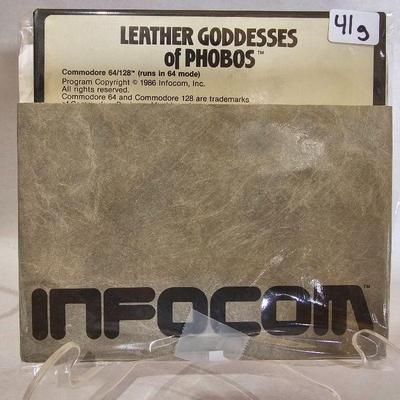 LEATHER GODDESSES
of PHOBOS™
41g
Commodore 64/128™ (runs in 64 mode)
Program Copyright © 1986 Infocom, Inc.
All rights reserved.
Commodore 64 and Commodore 128 are trademarks
INFOCOM™